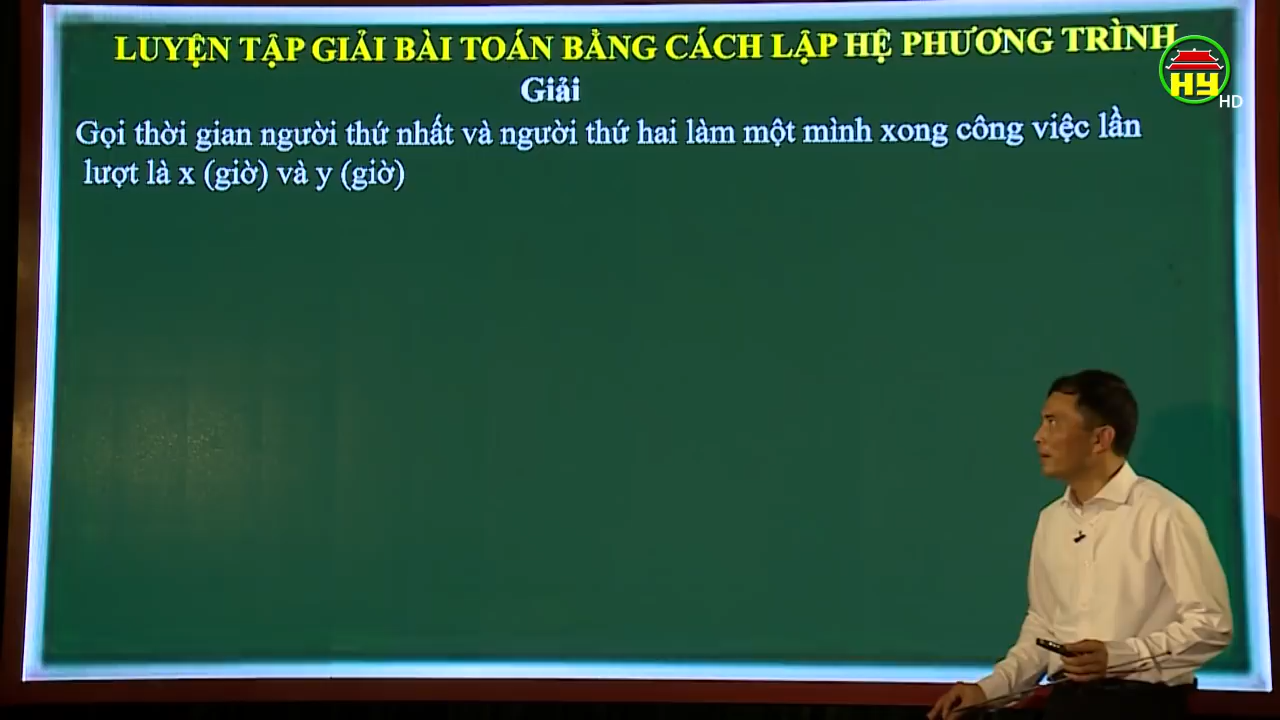 LUYỆN TẬP GIẢI BÀI TOÁN BẰNG CÁCH LẬP HỆ PHƯƠNG TRÌNH
HY
HD
Giải
Gọi thời gian người thứ nhất và người thứ hai làm một mình xong công việc lần
lượt là x (giờ) và y (giờ)